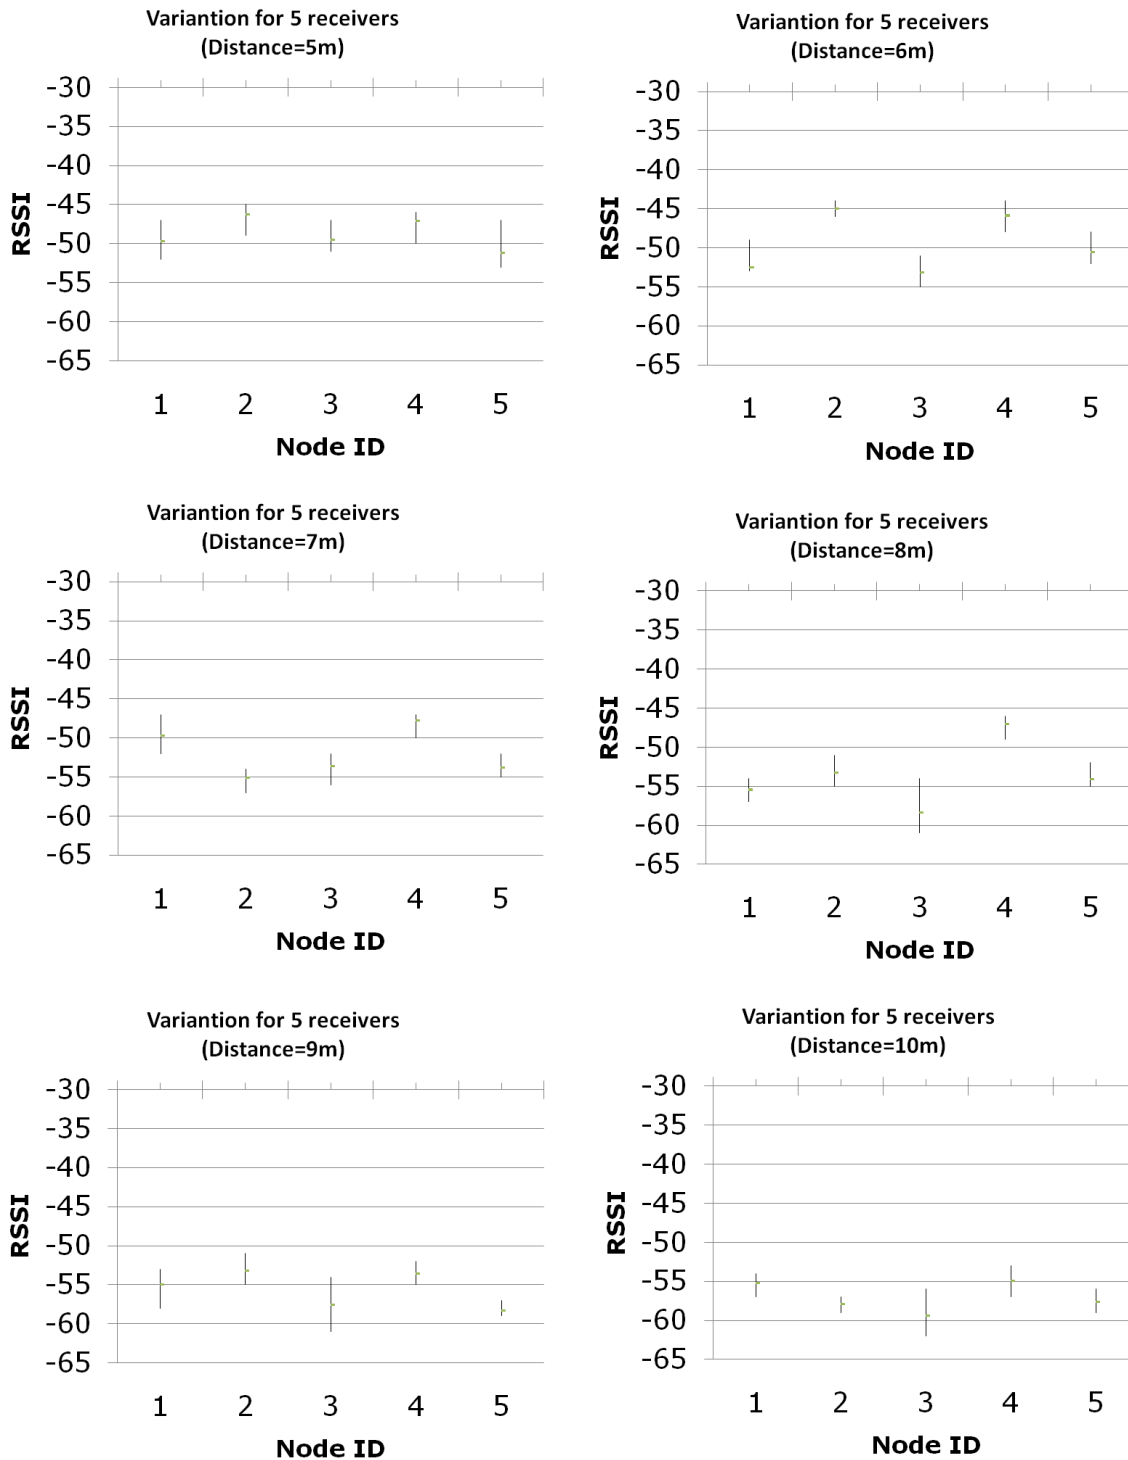 Variantion for 5 receivers
(Distance=5m)
-30
-35
-40
-45
-50
-55
-60
-65
RSSI
1 2 3 4 5
Node ID
Variantion for 5 receivers
(Distance=6m)
-30
-35
-40
-45
-50
-55
-60
-65
RSSI
1 2 3 4 5
Node ID
Variantion for 5 receivers
(Distance=7m)
-30
-35
-40
-45
-50
-55
-60
-65
RSSI
1 2 3 4 5
Node ID
Variantion for 5 receivers
(Distance=8m)
-30
-35
-40
-45
-50
-55
-60
-65
RSSI
1 2 3 4 5
Node ID
Variantion for 5 receivers
(Distance=9m)
-30
-35
-40
-45
-50
-55
-60
-65
RSSI
1 2 3 4 5
Node ID
Variantion for 5 receivers
(Distance=10m)
-30
-35
-40
-45
-50
-55
-60
-65
RSSI
1 2 3 4 5
Node ID